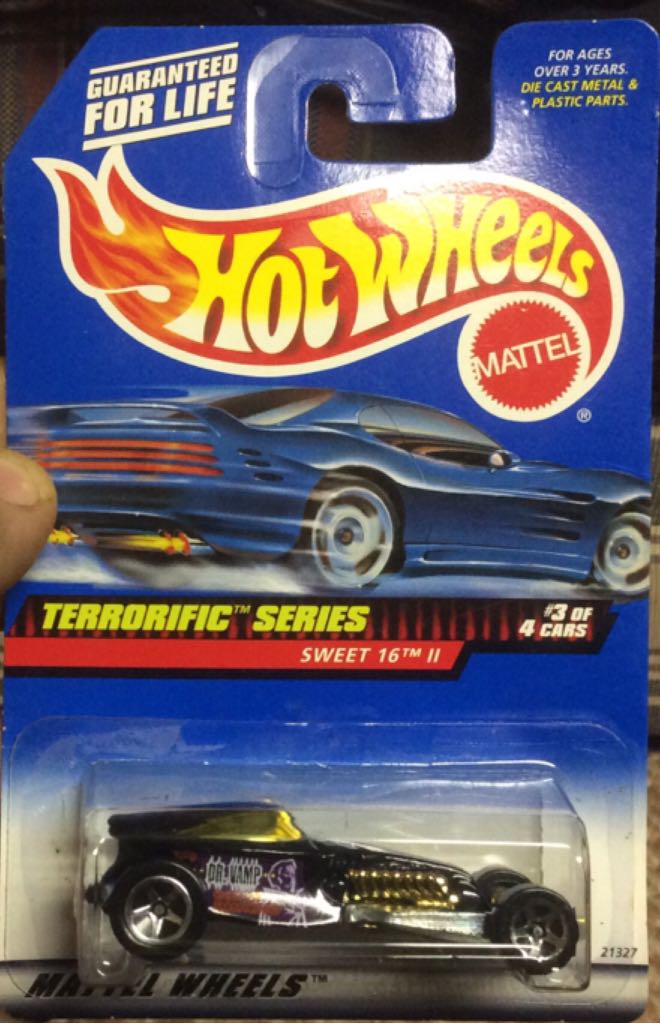 GUARANTEED
FOR LIFE
FOR AGES
OVER 3 YEARS.
DIE CAST METAL &
PLASTIC PARTS.
HOT WHEELS
MATTEL
®
TERRORIFIC™ SERIES
#3 OF
4 CARS
SWEET 16™ II
DR. VAMP
21327
MATTEL WHEELS™